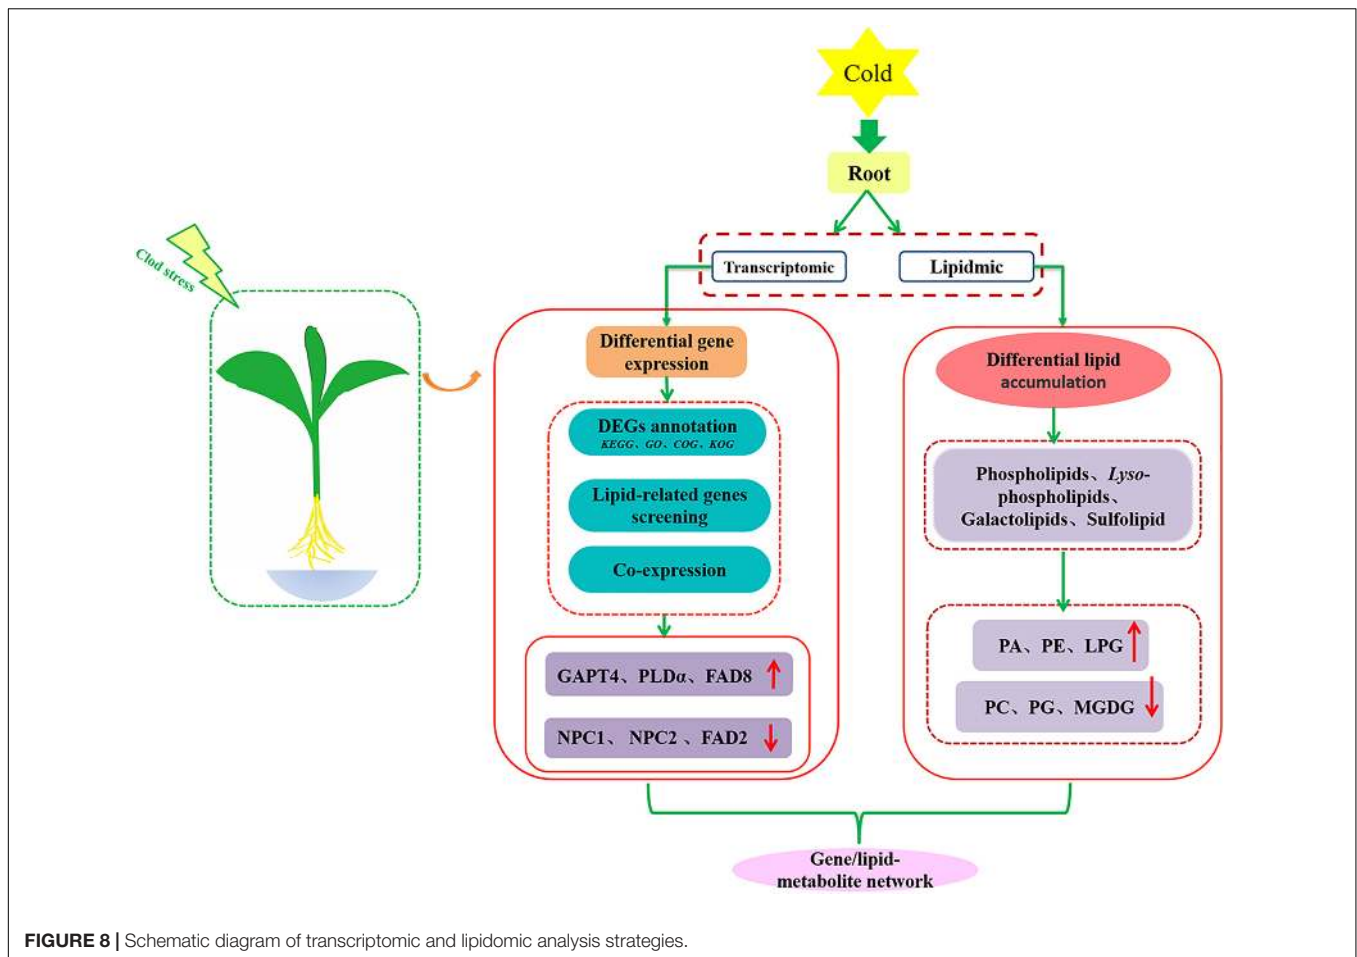 Cold
Root
Transcriptomic
Lipidmic
Clod stress
Differential gene
expression
DEGs annotation
KEGG、GO、COG、KOG
Lipid-related genes
screening
Co-expression
GAPT4、PLDα、FAD8
NPC1、 NPC2 、FAD2
Differential lipid
accumulation
Phospholipids、Lyso-
phospholipids、
Galactolipids、Sulfolipid
PA、PE、LPG
PC、PG、MGDG
Gene/lipid-
metabolite network
FIGURE 8 | Schematic diagram of transcriptomic and lipidomic analysis strategies.